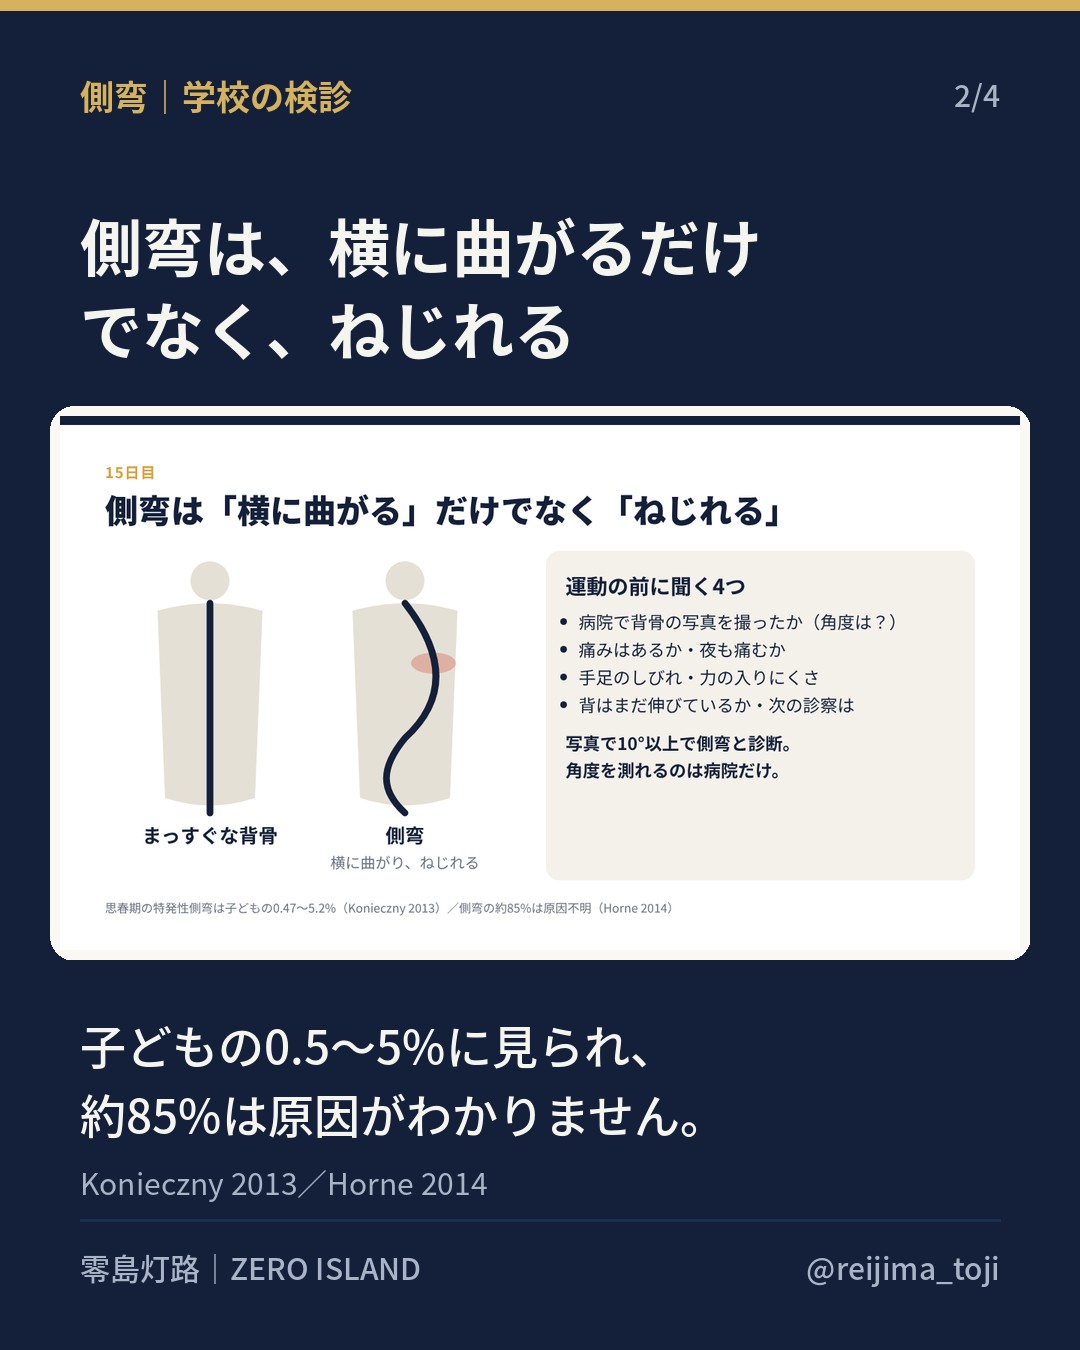 側弯｜学校の検診
2/4
側弯は、横に曲がるだけ
でなく、ねじれる
15日目
側弯は「横に曲がる」だけでなく「ねじれる」
まっすぐな背骨
側弯
横に曲がり、ねじれる
運動の前に聞く4つ
• 病院で背骨の写真を撮ったか（角度は？）
• 痛みはあるか・夜も痛むか
• 手足のしびれ・力の入りにくさ
• 背はまだ伸びているか・次の診察は
写真で10°以上で側弯と診断。
角度を測れるのは病院だけ。
思春期の特発性側弯は子どもの0.47〜5.2%（Konieczny 2013）／側弯の約85%は原因不明（Horne 2014）
子どもの0.5〜5%に見られ、
約85%は原因がわかりません。
Konieczny 2013／Horne 2014
零島灯路｜ZERO ISLAND
@reijima_toji